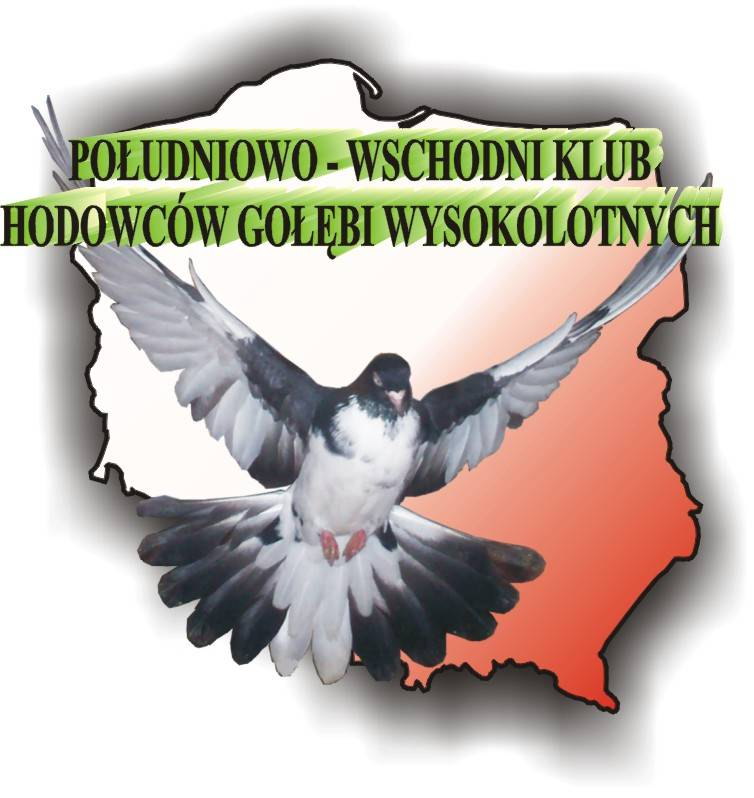 POŁUDNIOWO - WSCHODNI KLUB
HODOWCÓW GOŁĘBI WYSOKOLOTNYCH